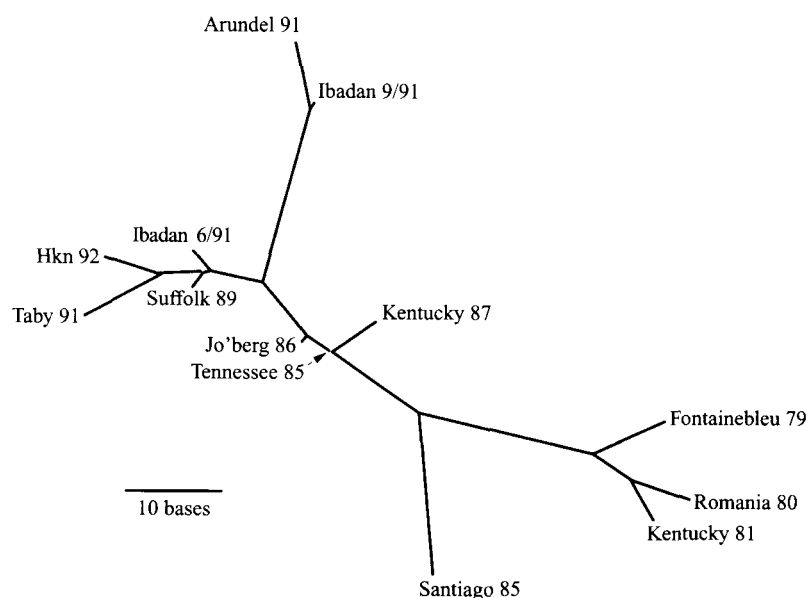 Arundel 91
Ibadan 9/91
Ibadan 6/91
Hkn 92
Suffolk 89
Taby 91
Kentucky 87
Jo'berg 86
Tennessee 85
Fontainebleu 79
Romania 80
Kentucky 81
10 bases
Santiago 85